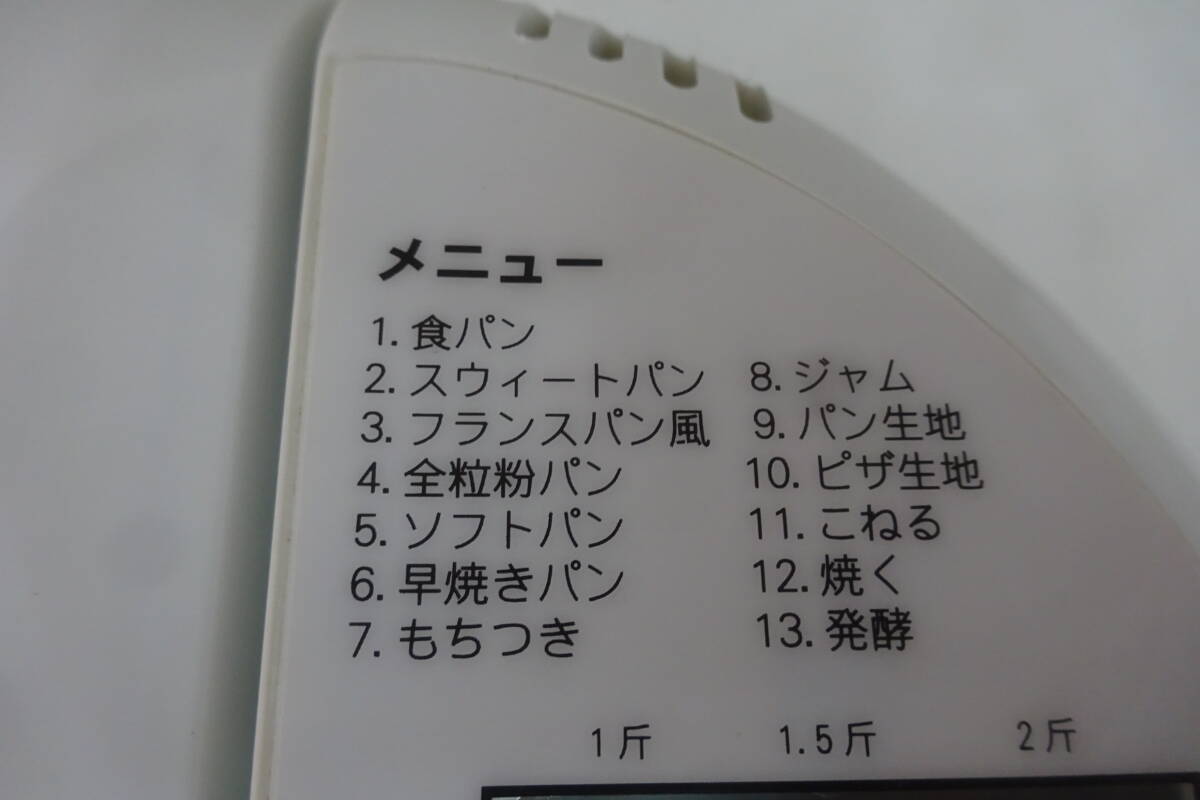 メニュー
1. 食パン
2. スウィートパン
3. フランスパン風
4. 全粒粉パン
5. ソフトパン
6. 早焼きパン
7. もちつき
8. ジャム
9. パン生地
10. ピザ生地
11. こねる
12. 焼く
13. 発酵
1斤 1.5斤 2斤